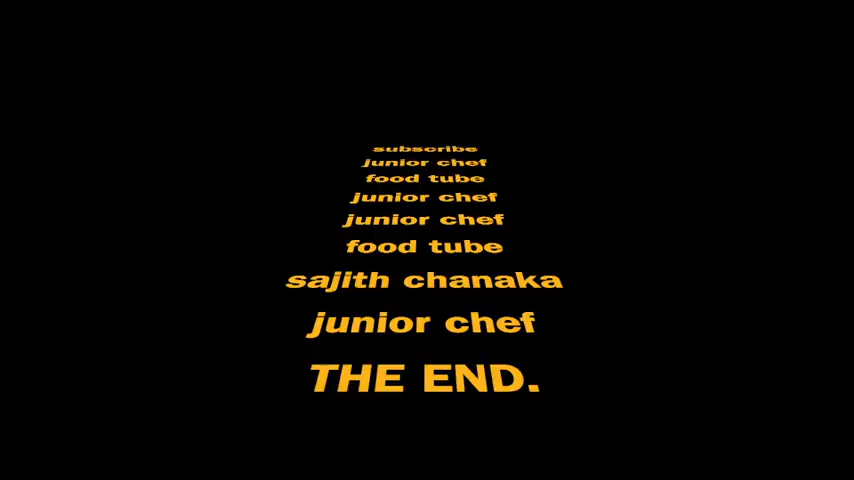 subscribe
junior chef
food tube
junior chef
junior chef
food tube
sajith chanaka
junior chef
THE END.